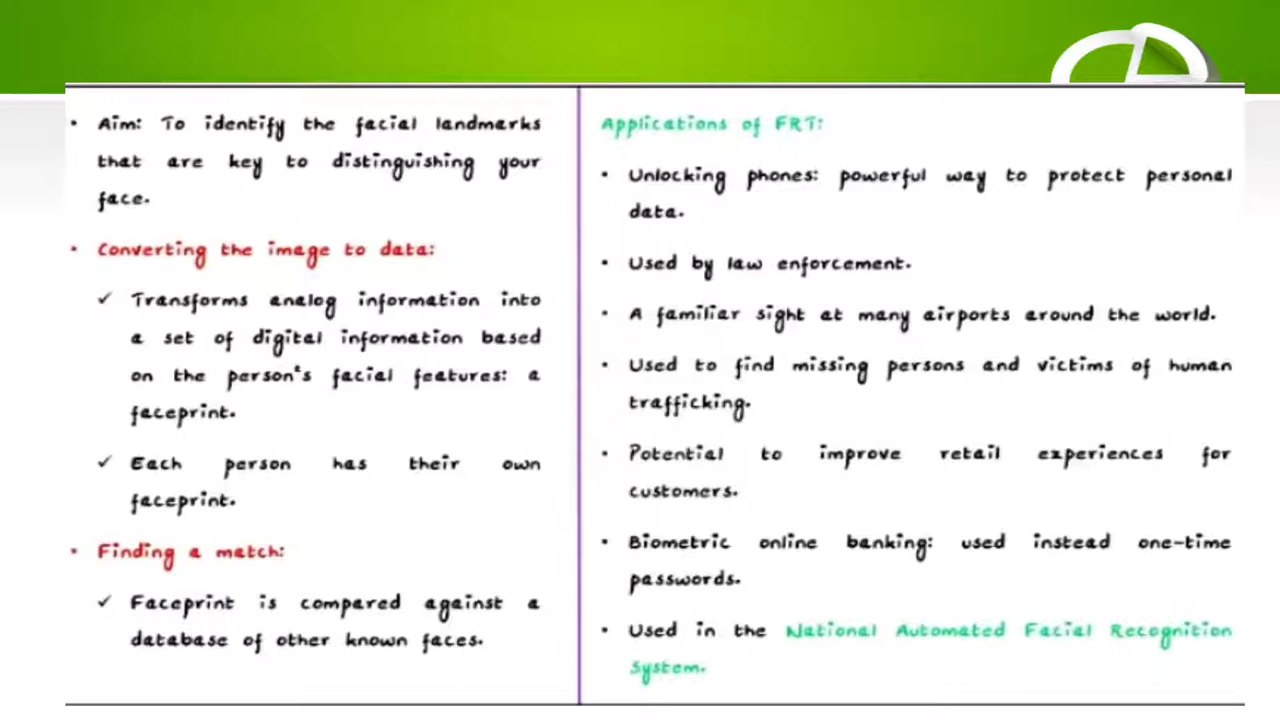 • Aim: To identify the facial landmarks
that are key to distinguishing your
face.
• Converting the image to data:
✓ Transforms analog information into
a set of digital information based
on the person's facial features: a
faceprint.
✓ Each person has their own
faceprint.
• Finding a match:
✓ Faceprint is compared against a
database of other known faces.
Applications of FRT:
• Unlocking phones: powerful way to protect personal
data.
• Used by law enforcement.
• A familiar sight at many airports around the world.
• Used to find missing persons and victims of human
trafficking.
• Potential to improve retail experiences for
customers.
• Biometric online banking: used instead one-time
passwords.
• Used in the National Automated Facial Recognition
System.